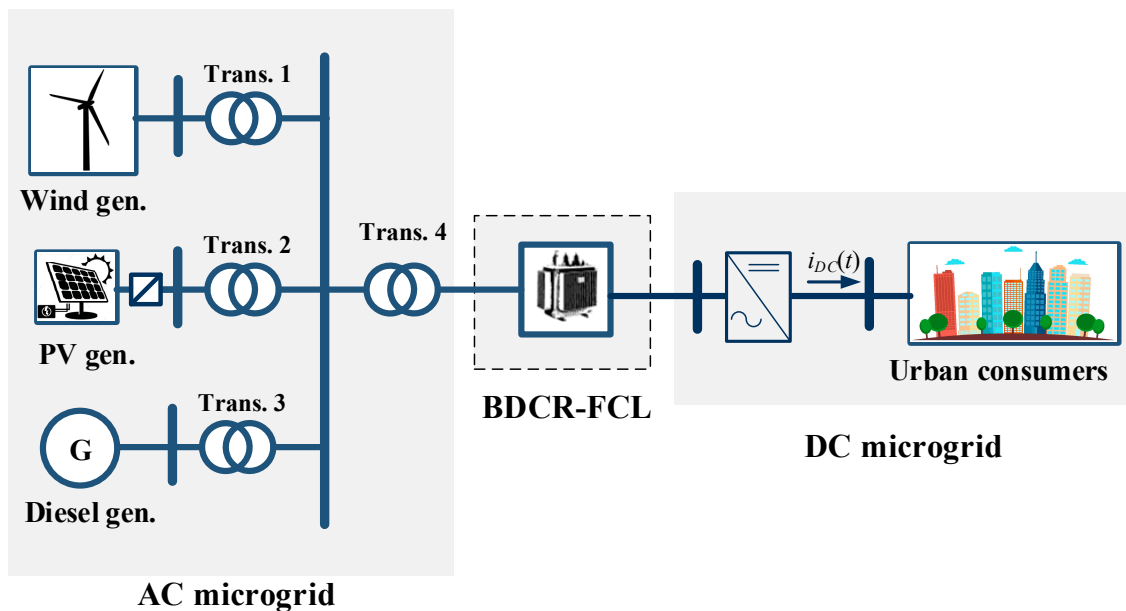 Trans. 1
Wind gen.
Trans. 2
Trans. 4
PV gen.
i_DC(t)
Urban consumers
BDCR-FCL
Trans. 3
G
DC microgrid
Diesel gen.
AC microgrid